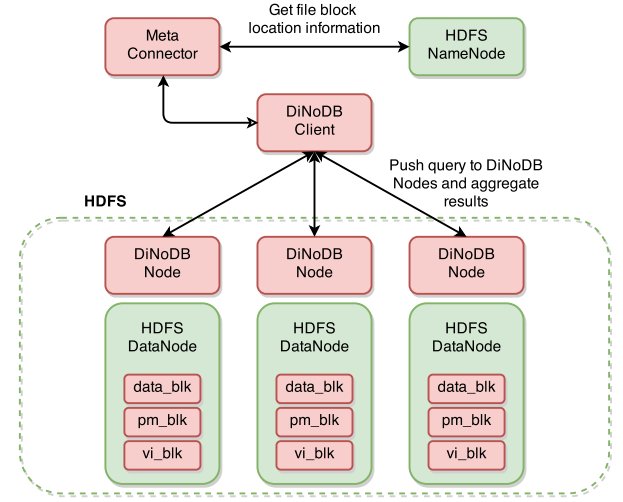 Get file block
location information
Meta
Connector
HDFS
NameNode
DiNoDB
Client
Push query to DiNoDB
Nodes and aggregate
results
HDFS
DiNoDB
Node
DiNoDB
Node
DiNoDB
Node
HDFS
DataNode
data_blk
pm_blk
vi_blk
HDFS
DataNode
data_blk
pm_blk
vi_blk
HDFS
DataNode
data_blk
pm_blk
vi_blk